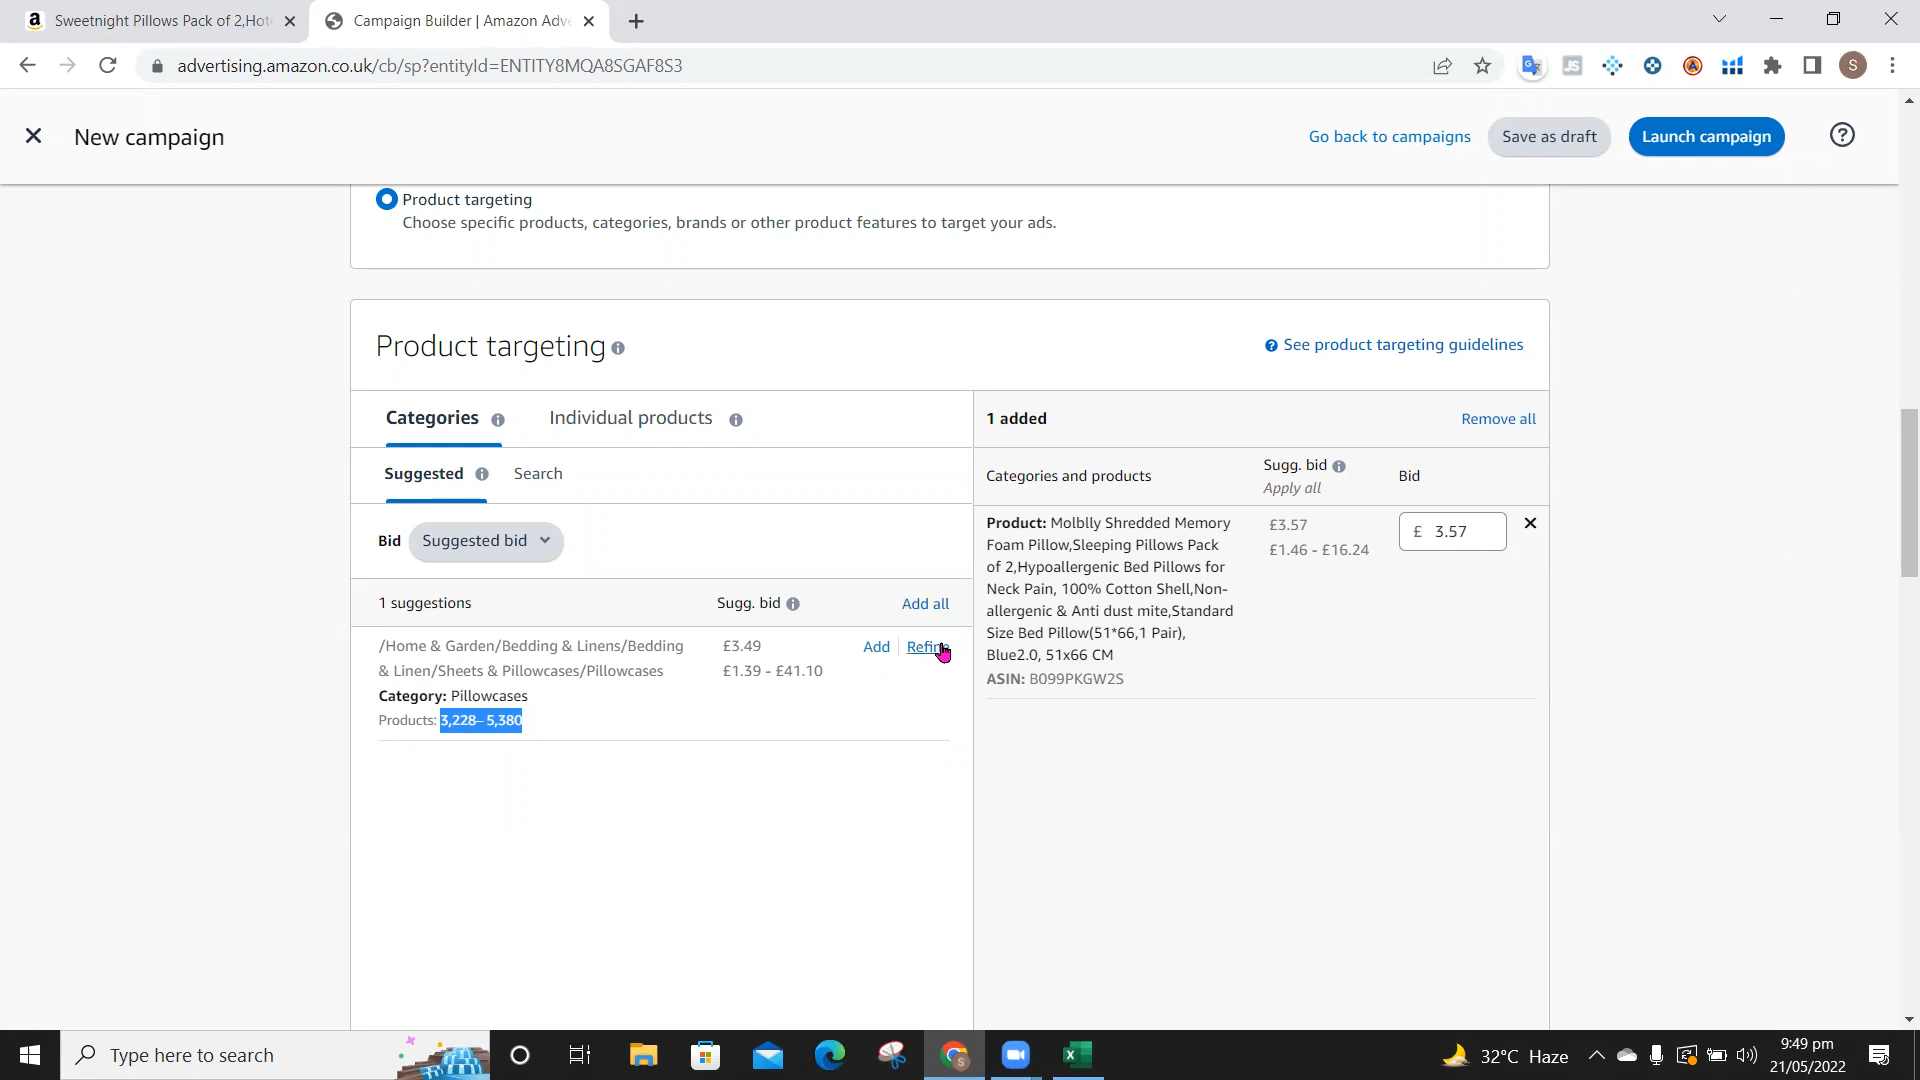 Sweetnight Pillows Pack of 2,Hote
Campaign Builder | Amazon Adve
advertising.amazon.co.uk/cb/sp?entityId=ENTITY8MQA8SGAF8S3
S
New campaign
Go back to campaigns
Save as draft
Launch campaign
Product targeting
Choose specific products, categories, brands or other product features to target your ads.
Product targeting
See product targeting guidelines
Categories
Individual products
1 added
Remove all
Suggested
Search
Categories and products
Sugg. bid
Apply all
Bid
Bid
Suggested bid
Product: Molblly Shredded Memory
Foam Pillow,Sleeping Pillows Pack
of 2,Hypoallergenic Bed Pillows for
Neck Pain, 100% Cotton Shell,Non-
allergenic & Anti dust mite,Standard
Size Bed Pillow(51*66,1 Pair),
Blue2.0, 51x66 CM
ASIN: B099PKGW2S
£3.57
£1.46 - £16.24
£ 3.57
1 suggestions
Sugg. bid
Add all
/Home & Garden/Bedding & Linens/Bedding
& Linen/Sheets & Pillowcases/Pillowcases
Category: Pillowcases
Products: 3,228– 5,380
£3.49
£1.39 - £41.10
Add
Refine
Type here to search
32°C Haze
9:49 pm
21/05/2022